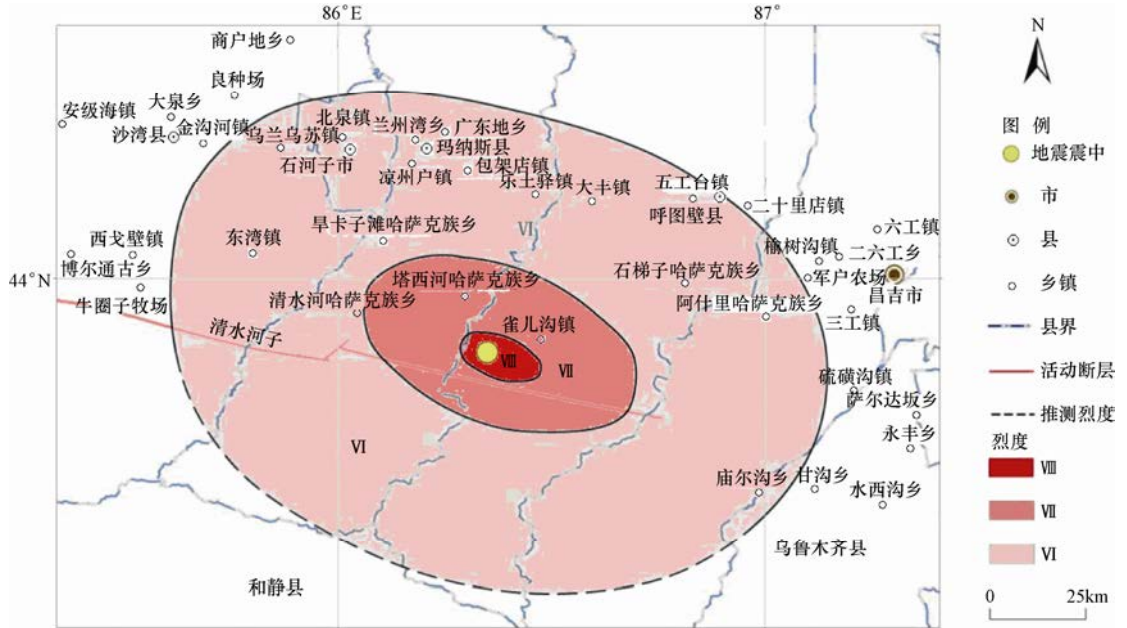 86°E
87°
商户地乡
良种场
安级海镇
大泉乡
沙湾县
金沟河镇
乌兰乌苏镇
北泉镇
兰州湾乡
广东地乡
玛纳斯县
石河子市
凉州户镇
包架店镇
乐土驿镇
大丰镇
五工台镇
呼图壁县
二十里店镇
六工镇
旱卡子滩哈萨克族乡
Ⅵ
榆树沟镇
二六工乡
西戈壁镇
东湾镇
博尔通古乡
44°N
塔西河哈萨克族乡
石梯子哈萨克族乡
军户农场
昌吉市
牛圈子牧场
清水河哈萨克族乡
阿什里哈萨克族乡
三工镇
清水河子
雀儿沟镇
Ⅷ
Ⅶ
硫磺沟镇
萨尔达坂乡
永丰乡
Ⅵ
庙尔沟乡
甘沟乡
水西沟乡
乌鲁木齐县
和静县
N
图 例
地震震中
市
县
乡镇
县界
活动断层
推测烈度
烈度
Ⅷ
Ⅶ
Ⅵ
0 25km